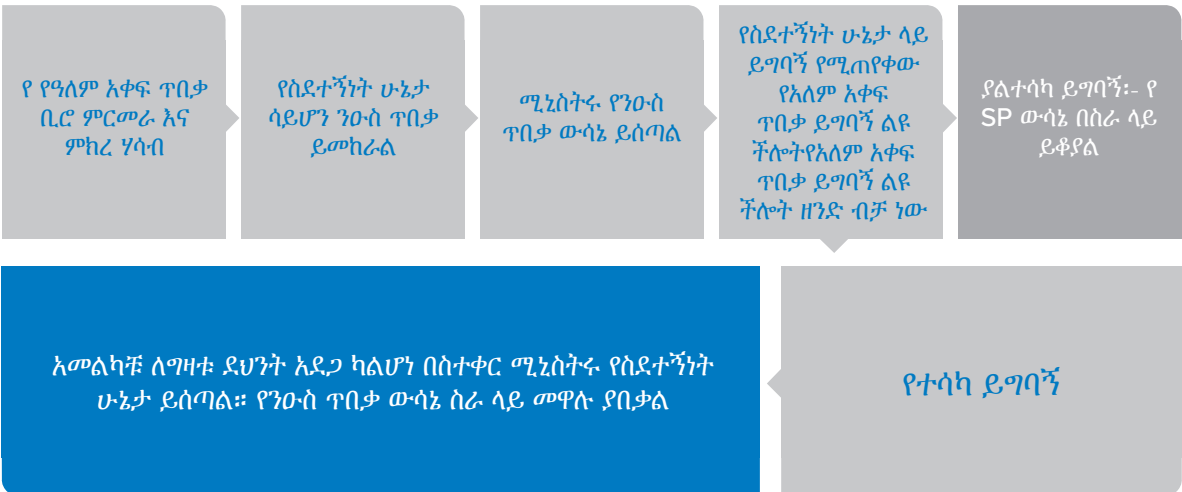 የ የዓለም አቀፍ ጥበቃ
ቢሮ ምርመራ እና
ምክረ ሃሳብ
የስደተኝነት ሁኔታ
ሳይሆን ንዑስ ጥበቃ
ይመከራል
ሚኒስትሩ የንዑስ
ጥበቃ ውሳኔ ይሰጣል
የስደተኝነት ሁኔታ ላይ
ይግባኝ የሚጠየቀው
የአለም አቀፍ
ጥበቃ ይግባኝ ልዩ
ችሎትየአለም አቀፍ
ጥበቃ ይግባኝ ልዩ
ችሎት ዘንድ ብቻ ነው
ያልተሳካ ይግባኝ፡- የ
SP ውሳኔ በስራ ላይ
ይቆያል
አመልካቹ ለግዛቱ ደህንት አደጋ ካልሆነ በስተቀር ሚኒስትሩ የስደተኝነት
ሁኔታ ይሰጣል። የንዑስ ጥበቃ ውሳኔ ስራ ላይ መዋሉ ያበቃል
የተሳካ ይግባኝ